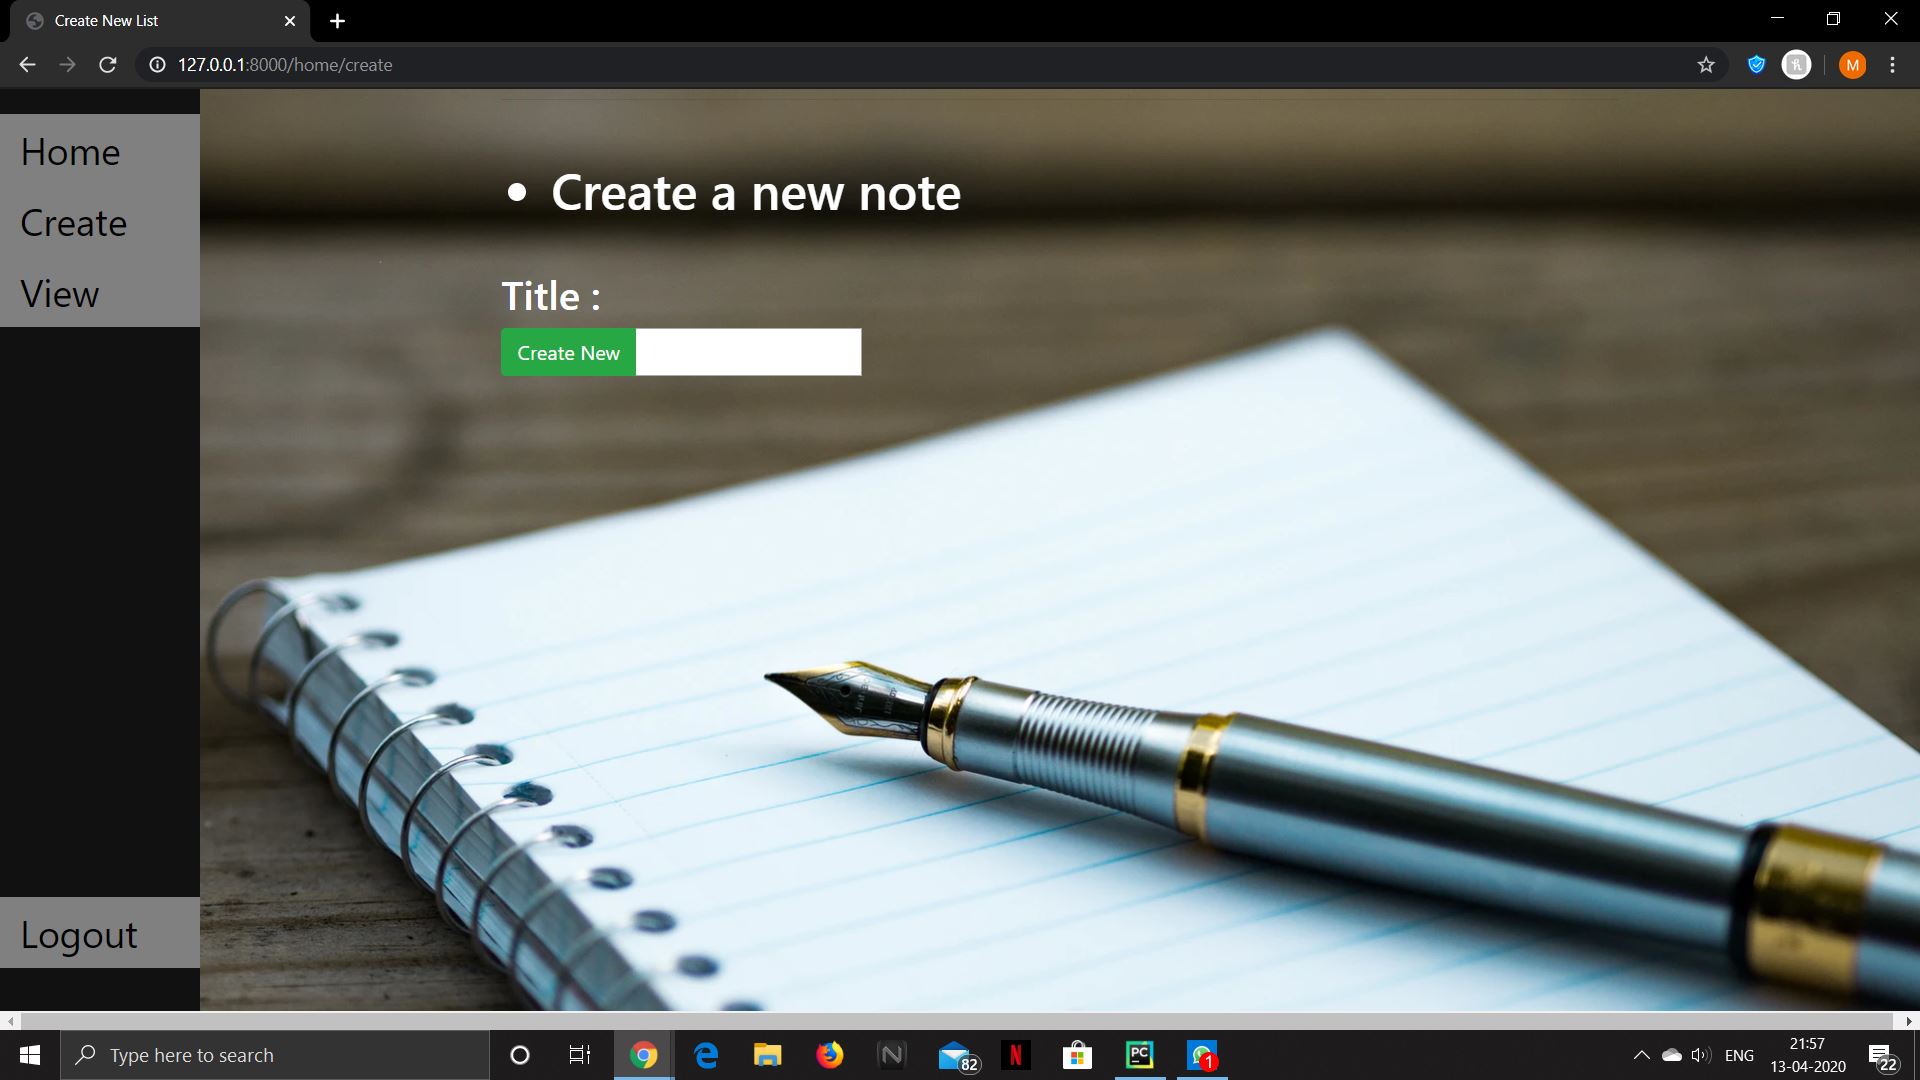 Create New List
127.0.0.1:8000/home/create
M
Home
Create
View
Logout
• Create a new note
Title :
Create New
Type here to search
82
N
PC
1
ENG
21:57
13-04-2020
22